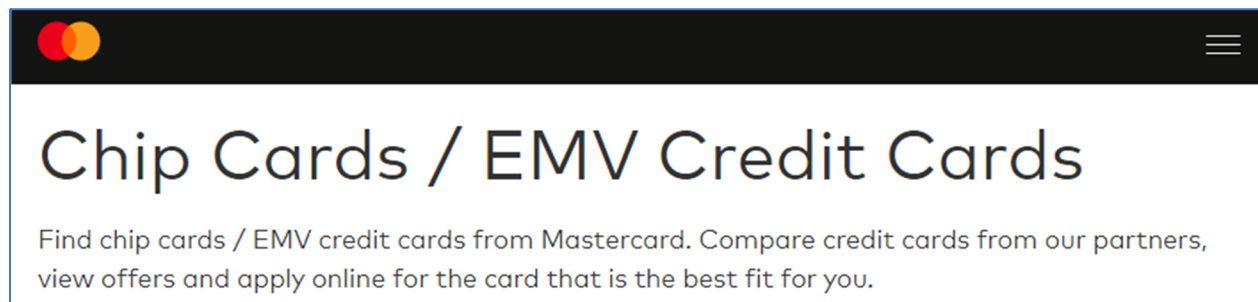 Chip Cards / EMV Credit Cards
Find chip cards / EMV credit cards from Mastercard. Compare credit cards from our partners,
view offers and apply online for the card that is the best fit for you.